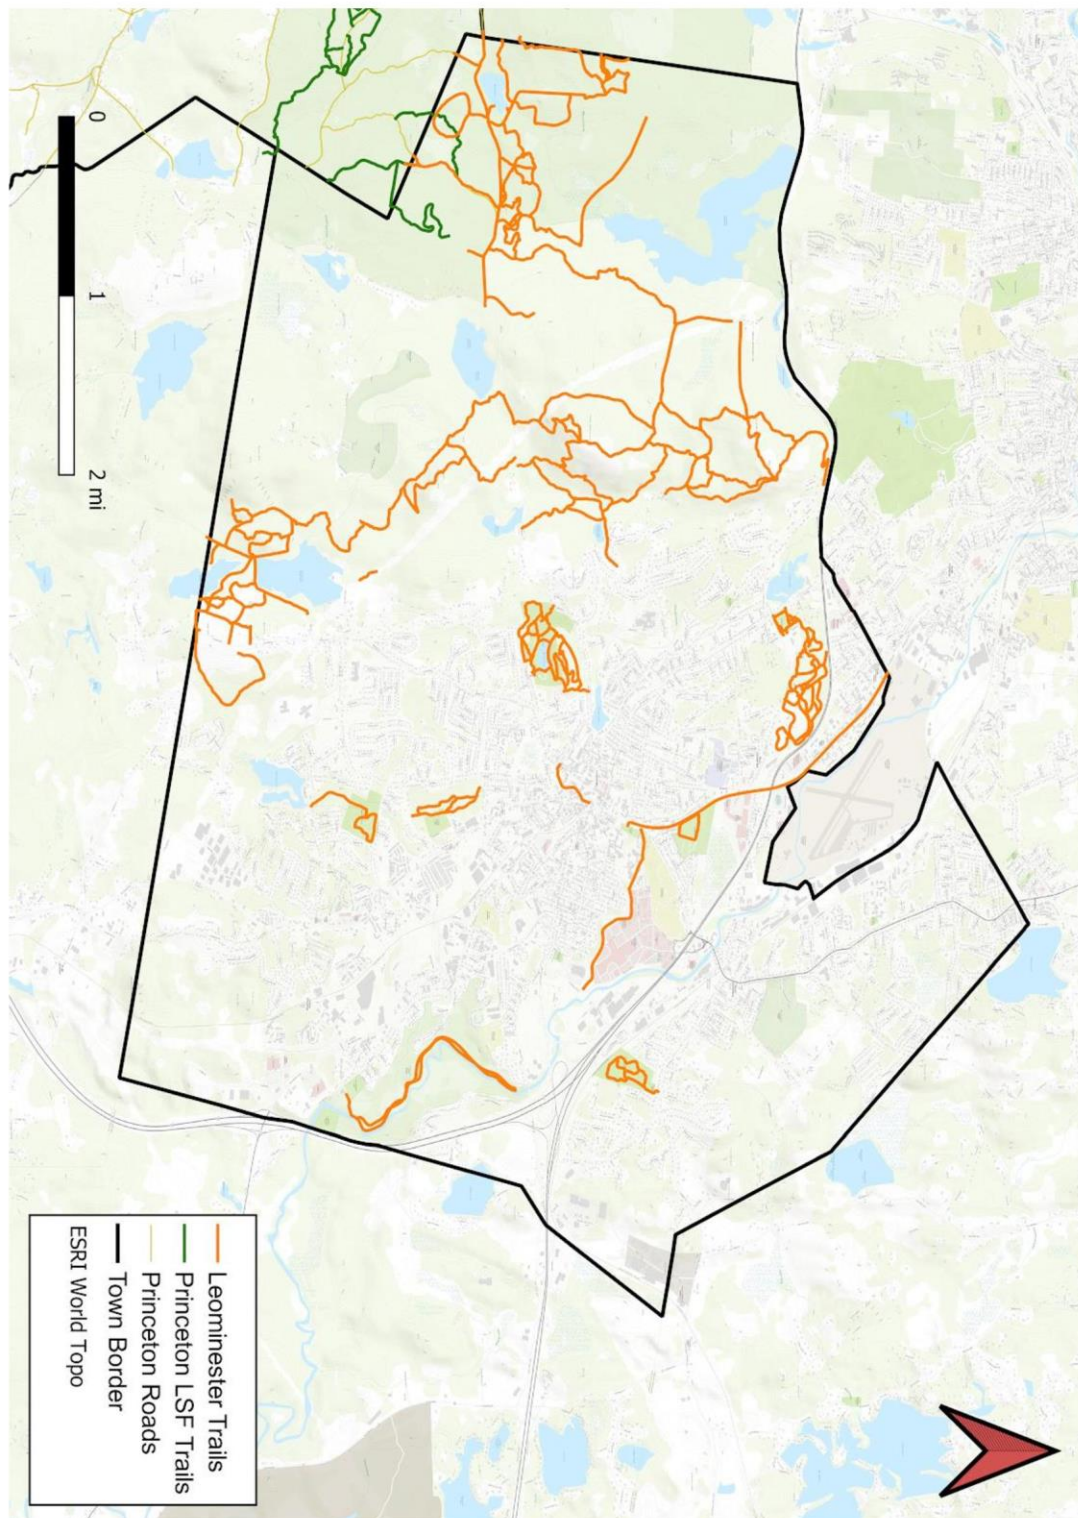 0
1
2 mi
Leominester Trails
Princeton LSF Trails
Princeton Roads
Town Border
ESRI World Topo